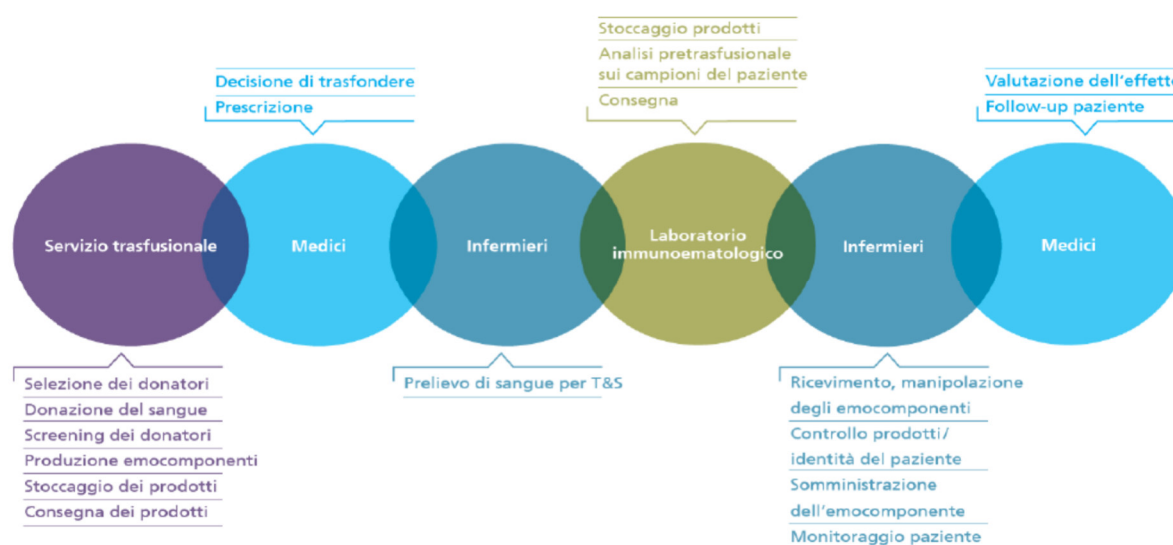 Stoccaggio prodotti
Analisi pretrasfusionale
sui campioni del paziente
Consegna
Decisione di trasfondere
Prescrizione
Valutazione dell'effetto
Follow-up paziente
Servizio trasfusionale
Medici
Infermieri
Laboratorio
immunoematologico
Infermieri
Medici
Selezione dei donatori
Donazione del sangue
Screening dei donatori
Produzione emocomponenti
Stoccaggio dei prodotti
Consegna dei prodotti
Prelievo di sangue per T&S
Ricevimento, manipolazione
degli emocomponenti
Controllo prodotti/
identità del paziente
Somministrazione
dell'emocomponente
Monitoraggio paziente